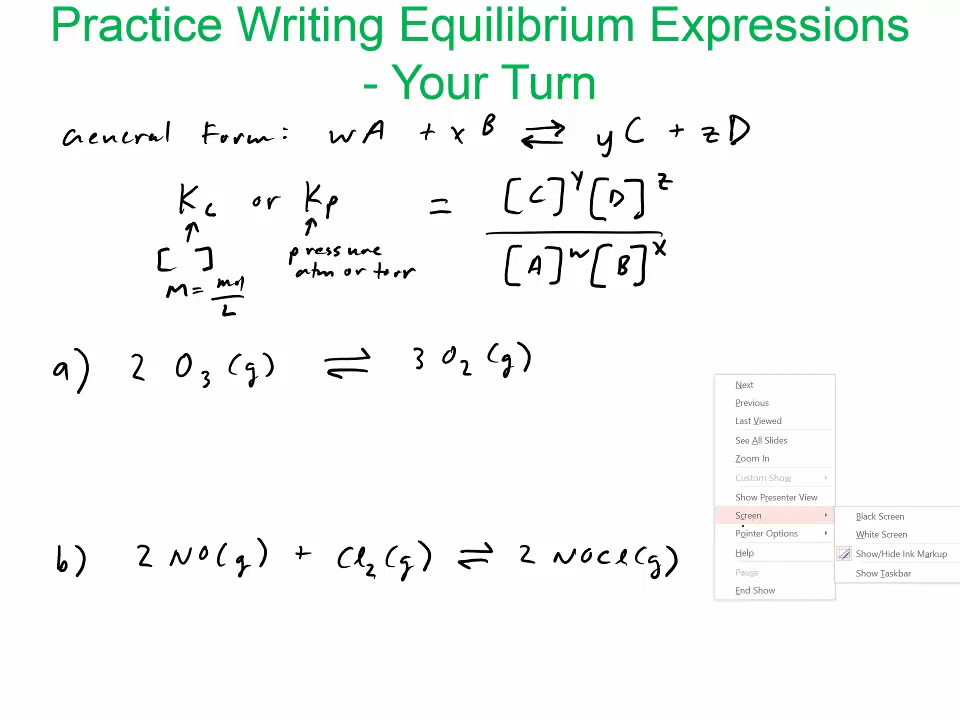 Practice Writing Equilibrium Expressions
- Your Turn
General Form: wA + xB ⇌ yC + zD
Kc or Kp = [C]^y [D]^z / [A]^w [B]^x
[ ] pressure
atm or torr
M = mol / L
a) 2 O3 (g) ⇌ 3 O2 (g)
b) 2 NO(g) + Cl2 (g) ⇌ 2 NOCl(g)
Next
Previous
Last Viewed
See All Slides
Zoom In
Custom Show
Show Presenter View
Screen
Pointer Options
Help
Pause
End Show
Black Screen
White Screen
Show/Hide Ink Markup
Show Taskbar